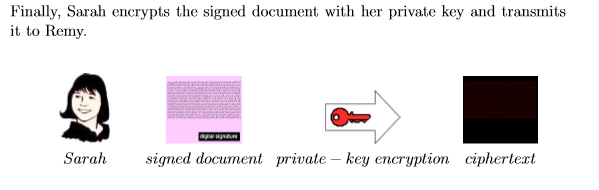 Finally, Sarah encrypts the signed document with her private key and transmits
it to Remy.
digital signature
Sarah signed document private − key encryption ciphertext